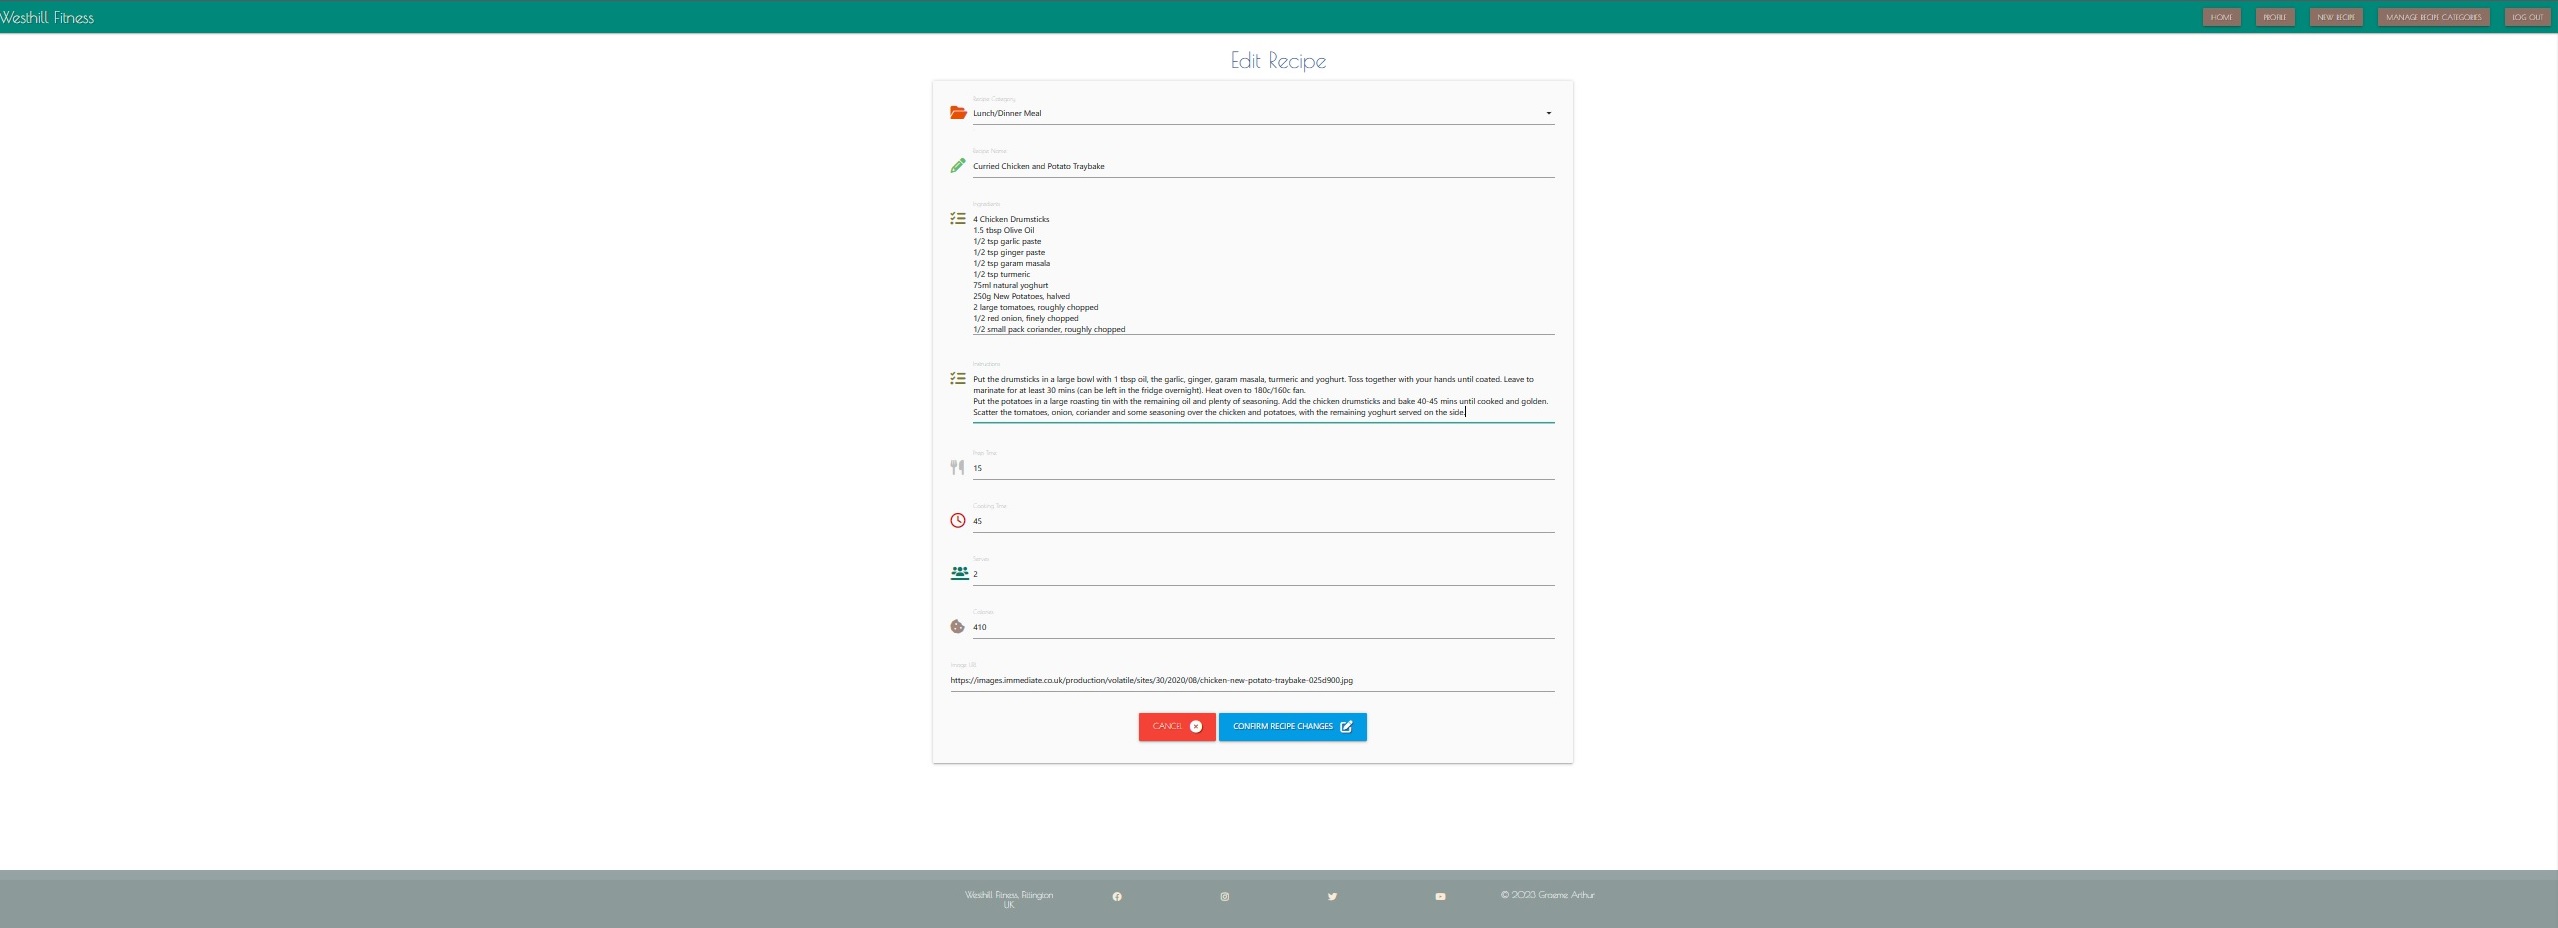 Westhill Fitness
HOME
PROFILE
NEW RECIPE
MANAGE RECIPE CATEGORIES
LOG OUT
Edit Recipe
Recipe Category
Lunch/Dinner Meal
Recipe Name
Curried Chicken and Potato Traybake
Ingredients
4 Chicken Drumsticks
1.5 tbsp Olive Oil
1/2 tsp garlic paste
1/2 tsp ginger paste
1/2 tsp garam masala
1/2 tsp turmeric
75ml natural yoghurt
250g New Potatoes, halved
2 large tomatoes, roughly chopped
1/2 red onion, finely chopped
1/2 small pack coriander, roughly chopped
Instructions
Put the drumsticks in a large bowl with 1 tbsp oil, the garlic, ginger, garam masala, turmeric and yoghurt. Toss together with your hands until coated. Leave to
marinate for at least 30 mins (can be left in the fridge overnight). Heat oven to 180c/160c fan.
Put the potatoes in a large roasting tin with the remaining oil and plenty of seasoning. Add the chicken drumsticks and bake 40-45 mins until cooked and golden.
Scatter the tomatoes, onion, coriander and some seasoning over the chicken and potatoes, with the remaining yoghurt served on the side.
Prep Time
15
Cooking Time
45
Serves
2
Calories
410
Image URL
https://images.immediate.co.uk/production/volatile/sites/30/2020/08/chicken-new-potato-traybake-025d900.jpg
CANCEL
CONFIRM RECIPE CHANGES
Westhill Fitness,
UK
© 2023 Graeme Arthur